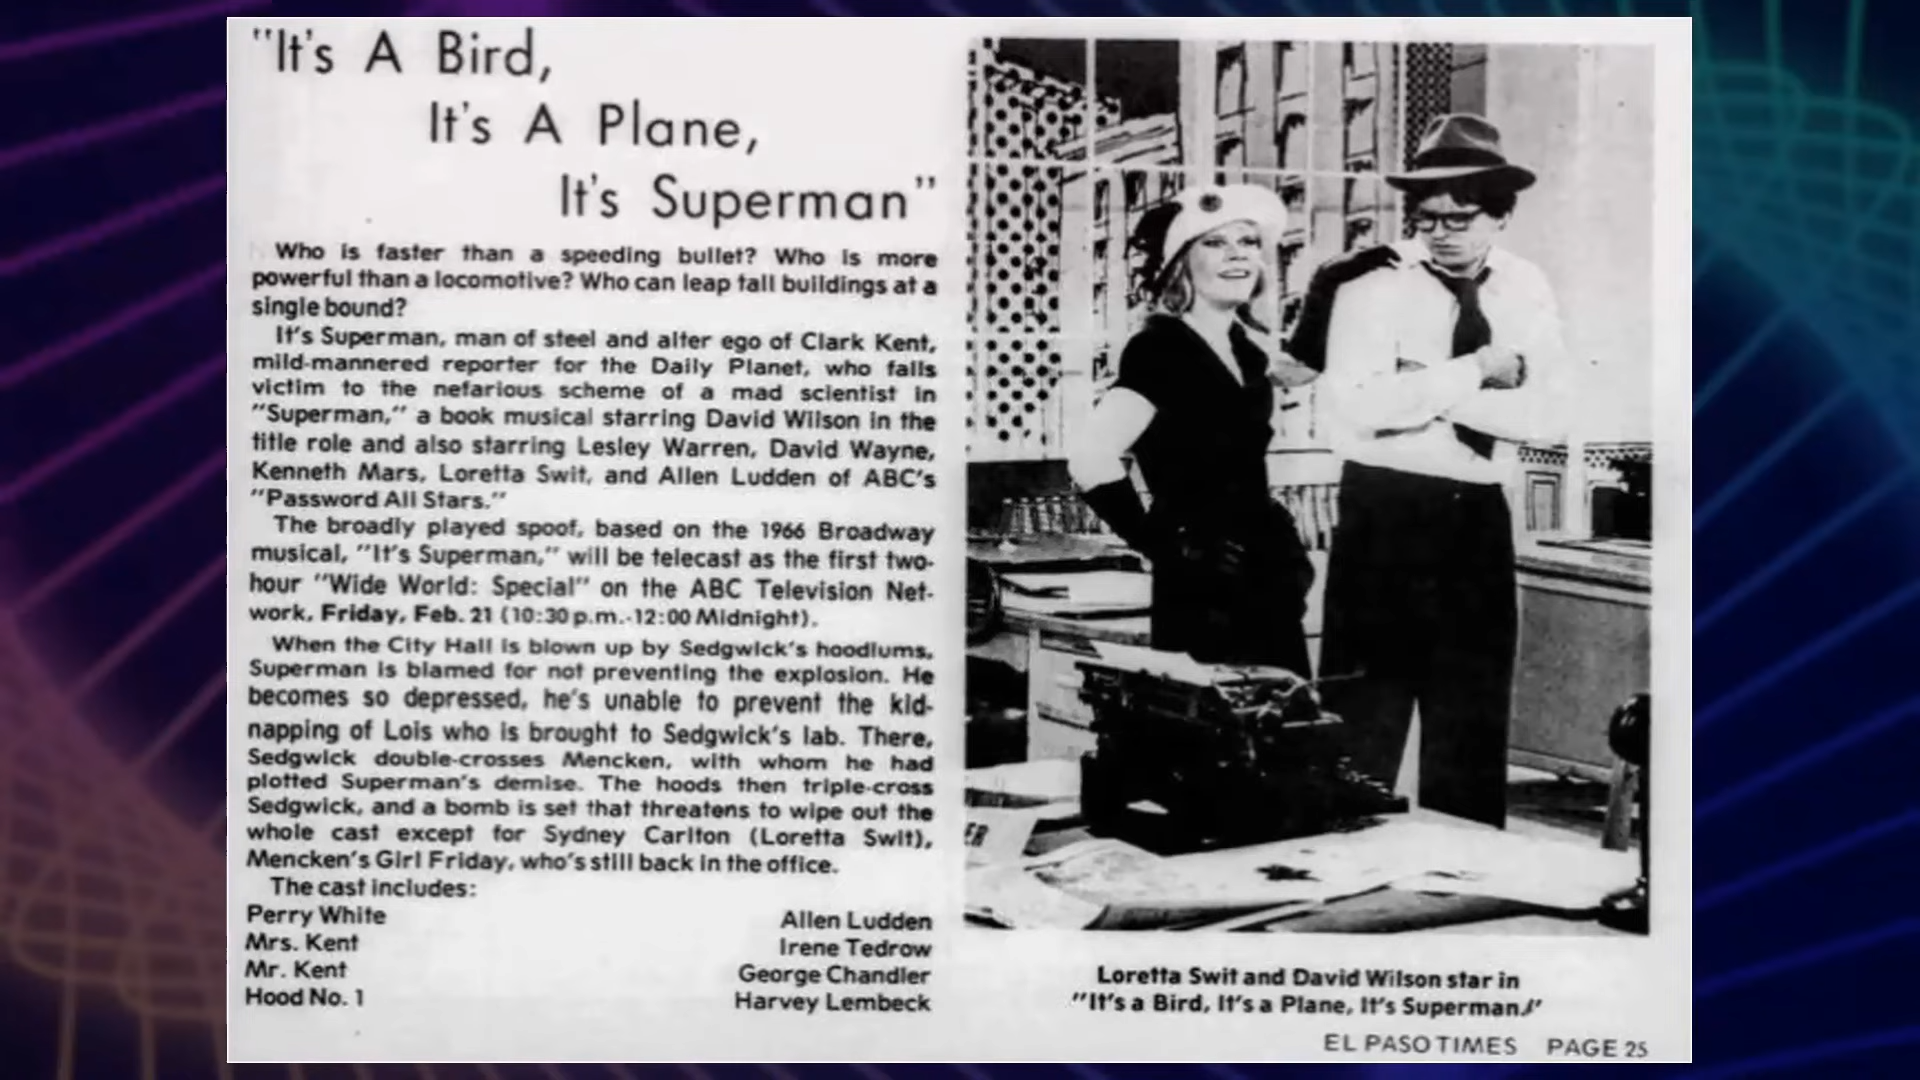 "It's A Bird,
It's A Plane,
It's Superman"
Who is faster than a speeding bullet? Who is more
powerful than a locomotive? Who can leap tall buildings at a
single bound?
It's Superman, man of steel and alter ego of Clark Kent,
mild-mannered reporter for the Daily Planet, who falls
victim to the nefarious scheme of a mad scientist in
"Superman," a book musical starring David Wilson in the
title role and also starring Lesley Warren, David Wayne,
Kenneth Mars, Loretta Swit, and Allen Ludden of ABC's
"Password All Stars."
The broadly played spoof, based on the 1966 Broadway
musical, "It's Superman," will be telecast as the first two-
hour "Wide World: Special" on the ABC Television Net-
work, Friday, Feb. 21 (10:30 p.m.-12:00 Midnight).
When the City Hall is blown up by Sedgwick's hoodlums,
Superman is blamed for not preventing the explosion. He
becomes so depressed, he's unable to prevent the kid-
napping of Lois who is brought to Sedgwick's lab. There,
Sedgwick double-crosses Mencken, with whom he had
plotted Superman's demise. The hoods then triple-cross
Sedgwick, and a bomb is set that threatens to wipe out the
whole cast except for Sydney Carlton (Loretta Swit),
Mencken's Girl Friday, who's still back in the office.
The cast includes:
Perry White Allen Ludden
Mrs. Kent Irene Tedrow
Mr. Kent George Chandler
Hood No. 1 Harvey Lembeck
ER
Loretta Swit and David Wilson star in
"It's a Bird, It's a Plane, It's Superman!"
EL PASO TIMES PAGE 25